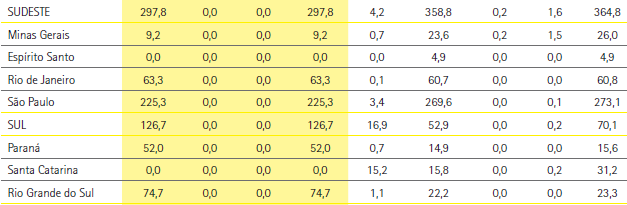 SUDESTE 297,8 0,0 0,0 297,8 4,2 358,8 0,2 1,6 364,8
Minas Gerais 9,2 0,0 0,0 9,2 0,7 23,6 0,2 1,5 26,0
Espírito Santo 0,0 0,0 0,0 0,0 0,0 4,9 0,0 0,0 4,9
Rio de Janeiro 63,3 0,0 0,0 63,3 0,1 60,7 0,0 0,0 60,8
São Paulo 225,3 0,0 0,0 225,3 3,4 269,6 0,0 0,1 273,1
SUL 126,7 0,0 0,0 126,7 16,9 52,9 0,0 0,2 70,1
Paraná 52,0 0,0 0,0 52,0 0,7 14,9 0,0 0,0 15,6
Santa Catarina 0,0 0,0 0,0 0,0 15,2 15,8 0,0 0,2 31,2
Rio Grande do Sul 74,7 0,0 0,0 74,7 1,1 22,2 0,0 0,0 23,3